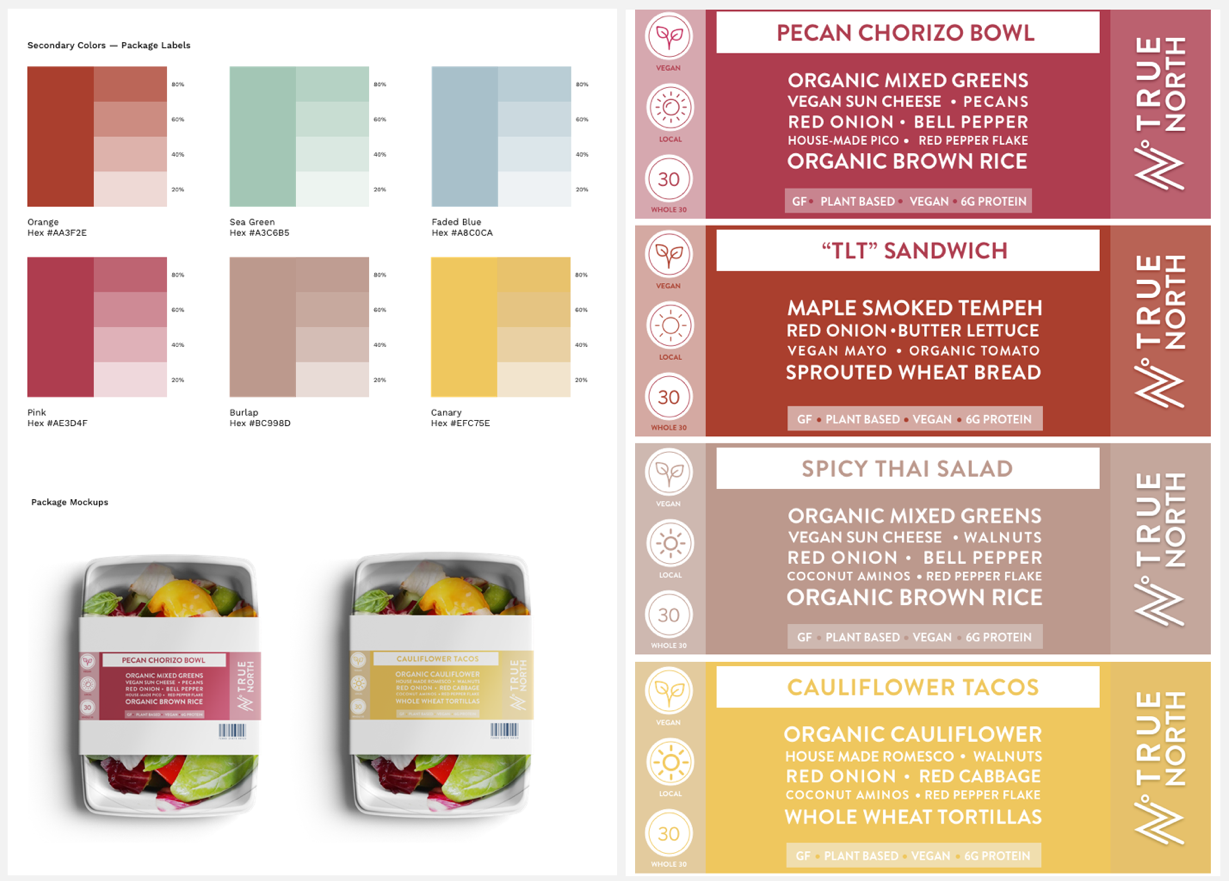 Secondary Colors — Package Labels
80%
60%
40%
20%
Orange
Hex #AA3F2E
80%
60%
40%
20%
Sea Green
Hex #A3C6B5
80%
60%
40%
20%
Faded Blue
Hex #A8C0CA
80%
60%
40%
20%
Pink
Hex #AE3D4F
80%
60%
40%
20%
Burlap
Hex #BC998D
80%
60%
40%
20%
Canary
Hex #EFC75E
Package Mockups
PECAN CHORIZO BOWL
ORGANIC MIXED GREENS
VEGAN SUN CHEESE • PECANS
RED ONION • BELL PEPPER
HOUSE-MADE PICO • RED PEPPER FLAKE
ORGANIC BROWN RICE
GF • PLANT BASED • VEGAN • 6G PROTEIN
30
TRUE
NORTH
CAULIFLOWER TACOS
ORGANIC CAULIFLOWER
HOUSE MADE ROMESCO • WALNUTS
RED ONION • RED CABBAGE
COCONUT AMINOS • RED PEPPER FLAKE
WHOLE WHEAT TORTILLAS
GF • PLANT BASED • VEGAN • 6G PROTEIN
30
TRUE
NORTH
VEGAN
LOCAL
30
WHOLE 30
PECAN CHORIZO BOWL
ORGANIC MIXED GREENS
VEGAN SUN CHEESE • PECANS
RED ONION • BELL PEPPER
HOUSE-MADE PICO • RED PEPPER FLAKE
ORGANIC BROWN RICE
GF • PLANT BASED • VEGAN • 6G PROTEIN
TRUE
NORTH
VEGAN
LOCAL
30
WHOLE 30
“TLT” SANDWICH
MAPLE SMOKED TEMPEH
RED ONION • BUTTER LETTUCE
VEGAN MAYO • ORGANIC TOMATO
SPROUTED WHEAT BREAD
GF • PLANT BASED • VEGAN • 6G PROTEIN
TRUE
NORTH
VEGAN
LOCAL
30
WHOLE 30
SPICY THAI SALAD
ORGANIC MIXED GREENS
VEGAN SUN CHEESE • WALNUTS
RED ONION • BELL PEPPER
COCONUT AMINOS • RED PEPPER FLAKE
ORGANIC BROWN RICE
GF • PLANT BASED • VEGAN • 6G PROTEIN
TRUE
NORTH
VEGAN
LOCAL
30
WHOLE 30
CAULIFLOWER TACOS
ORGANIC CAULIFLOWER
HOUSE MADE ROMESCO • WALNUTS
RED ONION • RED CABBAGE
COCONUT AMINOS • RED PEPPER FLAKE
WHOLE WHEAT TORTILLAS
GF • PLANT BASED • VEGAN • 6G PROTEIN
TRUE
NORTH